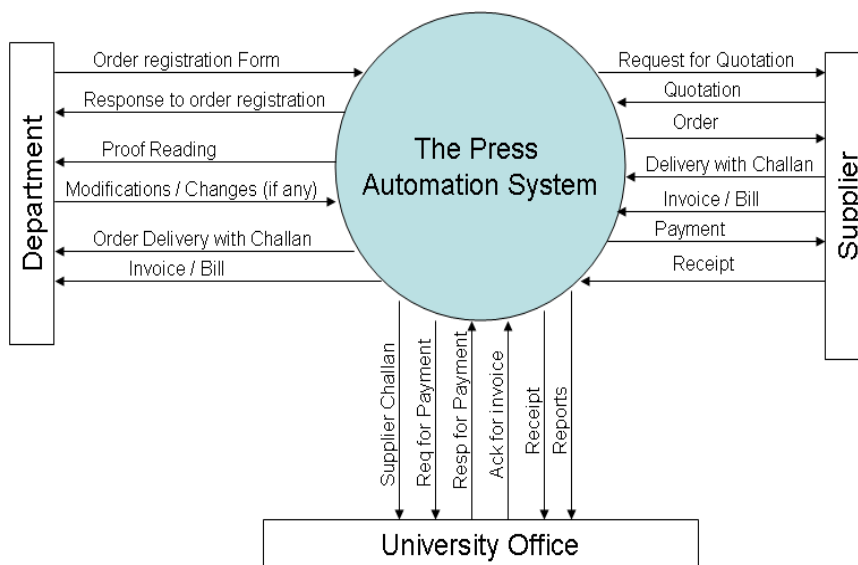 Order registration Form
Response to order registration
Proof Reading
Modifications / Changes (if any)
Order Delivery with Challan
Invoice / Bill
Department
The Press
Automation System
Request for Quotation
Quotation
Order
Delivery with Challan
Invoice / Bill
Payment
Receipt
Supplier
Supplier Challan
Req for Payment
Resp for Payment
Ack for invoice
Receipt
Reports
University Office